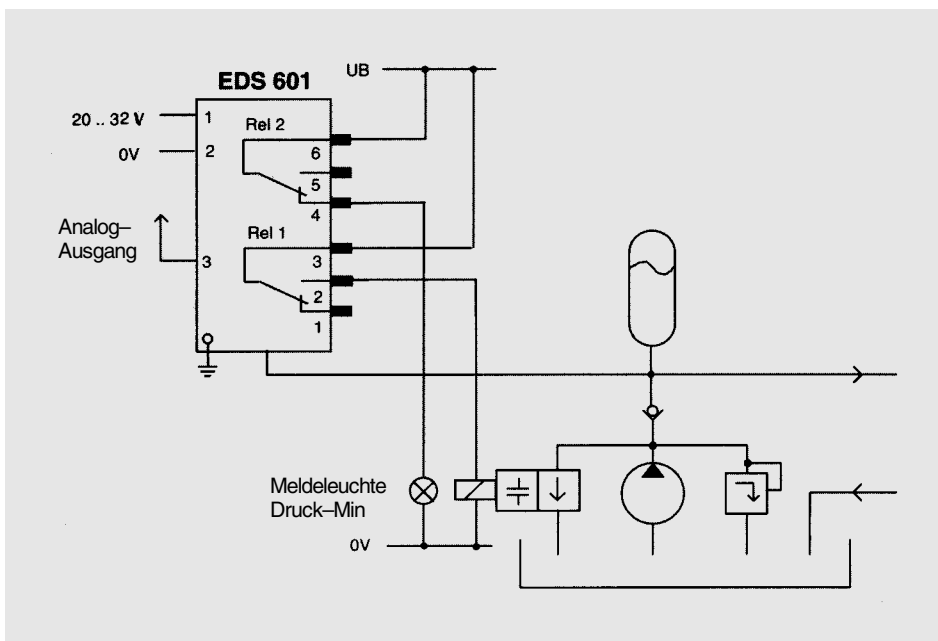 UB
EDS 601
20 .. 32 V
1
Rel 2
6
0V
2
5
4
Analog–
Ausgang
Rel 1
3
3
2
1
Meldeleuchte
Druck–Min
0V